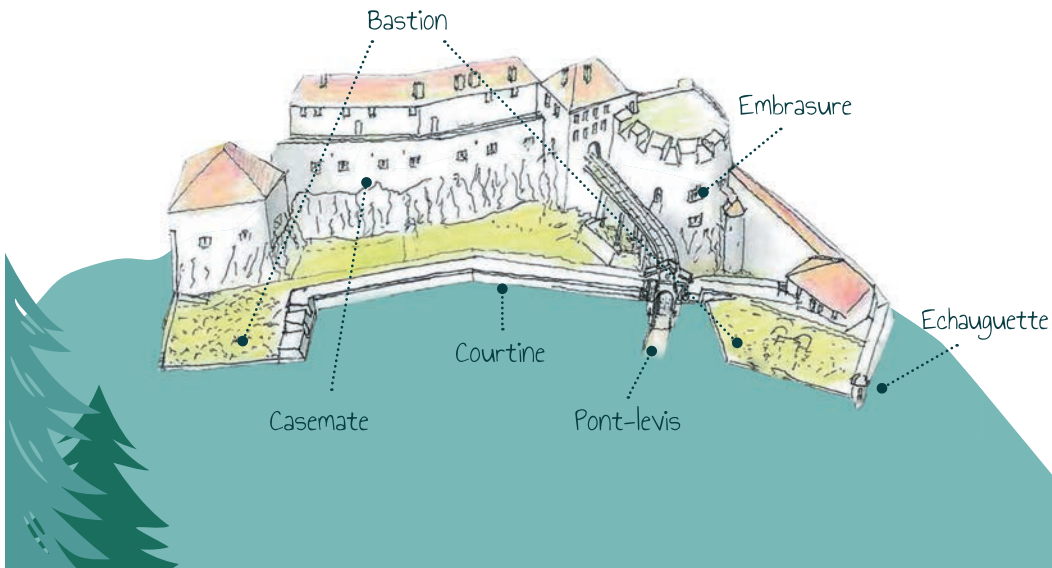 Bastion
Embrasure
Echauguette
Courtine
Casemate
Pont-levis